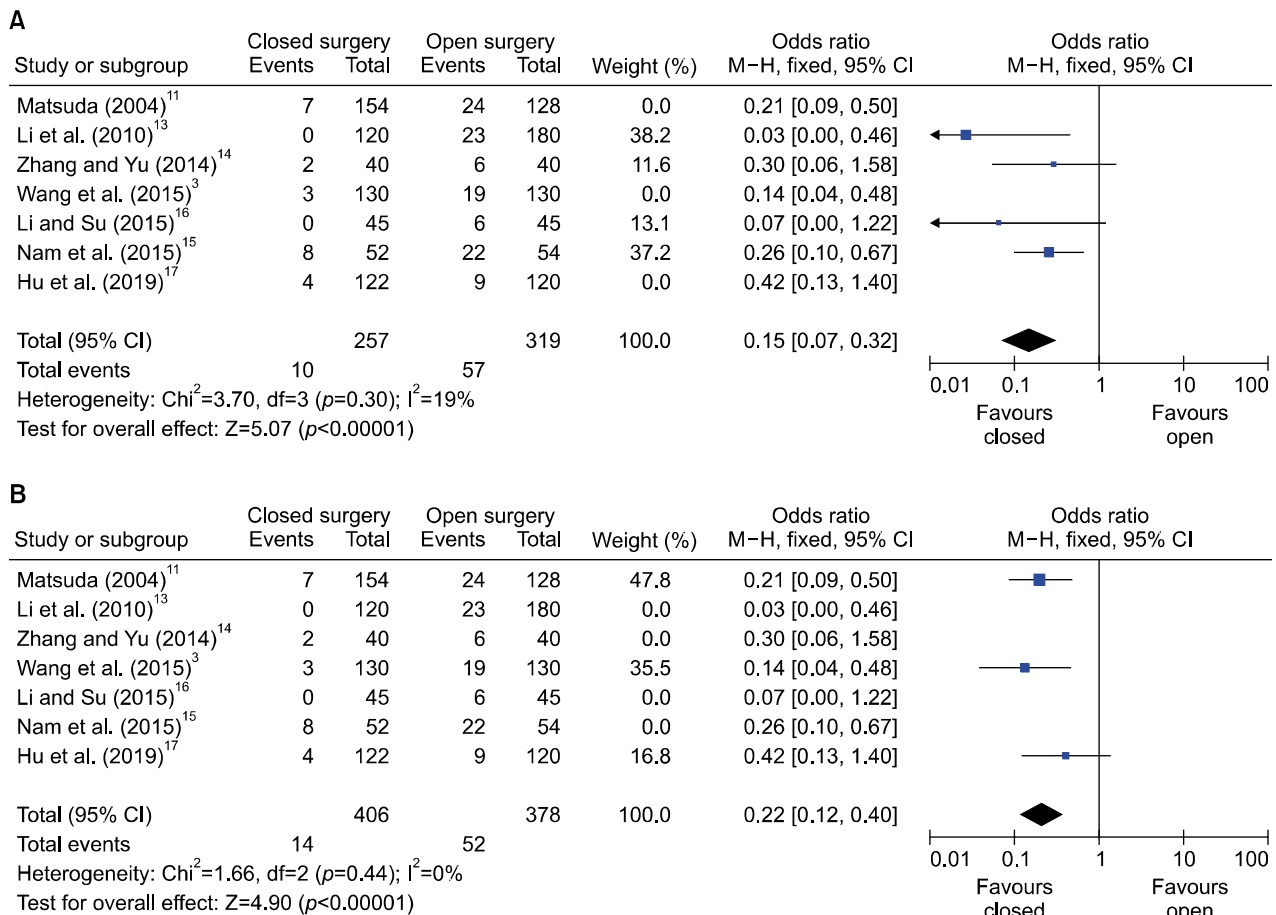 A
Closed surgery Open surgery Odds ratio Odds ratio
Study or subgroup Events Total Events Total Weight (%) M−H, fixed, 95% CI M−H, fixed, 95% CI
Matsuda (2004)11 7 154 24 128 0.0 0.21 [0.09, 0.50]
Li et al. (2010)13 0 120 23 180 38.2 0.03 [0.00, 0.46]
Zhang and Yu (2014)14 2 40 6 40 11.6 0.30 [0.06, 1.58]
Wang et al. (2015)3 3 130 19 130 0.0 0.14 [0.04, 0.48]
Li and Su (2015)16 0 45 6 45 13.1 0.07 [0.00, 1.22]
Nam et al. (2015)15 8 52 22 54 37.2 0.26 [0.10, 0.67]
Hu et al. (2019)17 4 122 9 120 0.0 0.42 [0.13, 1.40]
Total (95% CI) 257 319 100.0 0.15 [0.07, 0.32]
Total events 10 57
Heterogeneity: Chi2=3.70, df=3 (p=0.30); I2=19%
Test for overall effect: Z=5.07 (p<0.00001)
0.01 0.1 1 10 100
Favours Favours
closed open
B
Closed surgery Open surgery Odds ratio Odds ratio
Study or subgroup Events Total Events Total Weight (%) M−H, fixed, 95% CI M−H, fixed, 95% CI
Matsuda (2004)11 7 154 24 128 47.8 0.21 [0.09, 0.50]
Li et al. (2010)13 0 120 23 180 0.0 0.03 [0.00, 0.46]
Zhang and Yu (2014)14 2 40 6 40 0.0 0.30 [0.06, 1.58]
Wang et al. (2015)3 3 130 19 130 35.5 0.14 [0.04, 0.48]
Li and Su (2015)16 0 45 6 45 0.0 0.07 [0.00, 1.22]
Nam et al. (2015)15 8 52 22 54 0.0 0.26 [0.10, 0.67]
Hu et al. (2019)17 4 122 9 120 16.8 0.42 [0.13, 1.40]
Total (95% CI) 406 378 100.0 0.22 [0.12, 0.40]
Total events 14 52
Heterogeneity: Chi2=1.66, df=2 (p=0.44); I2=0%
Test for overall effect: Z=4.90 (p<0.00001)
0.01 0.1 1 10 100
Favours Favours
closed open